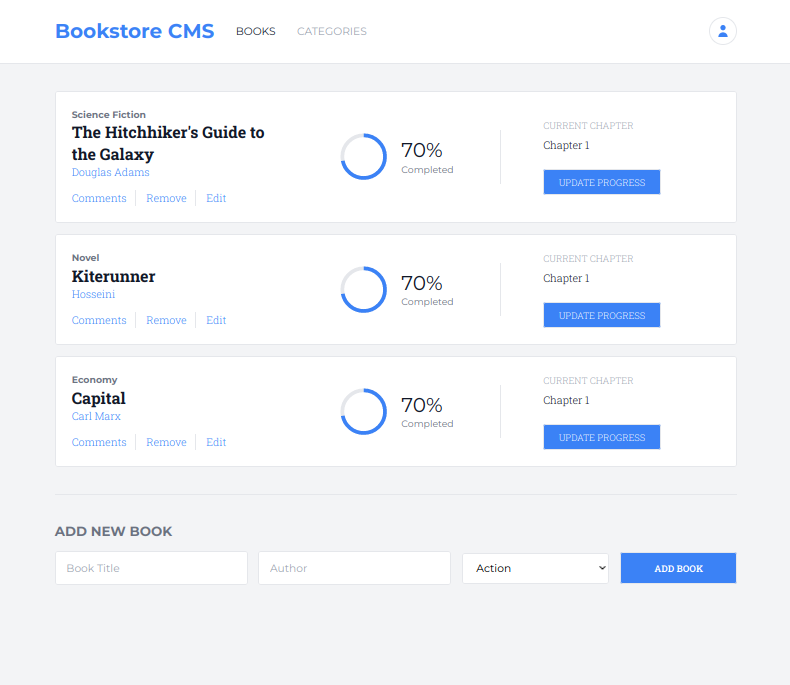 Bookstore CMS BOOKS CATEGORIES
Science Fiction
The Hitchhiker's Guide to
the Galaxy
Douglas Adams
Comments Remove Edit
70%
Completed
CURRENT CHAPTER
Chapter 1
UPDATE PROGRESS
Novel
Kiterunner
Hosseini
Comments Remove Edit
70%
Completed
CURRENT CHAPTER
Chapter 1
UPDATE PROGRESS
Economy
Capital
Carl Marx
Comments Remove Edit
70%
Completed
CURRENT CHAPTER
Chapter 1
UPDATE PROGRESS
ADD NEW BOOK
Book Title Author Action ADD BOOK